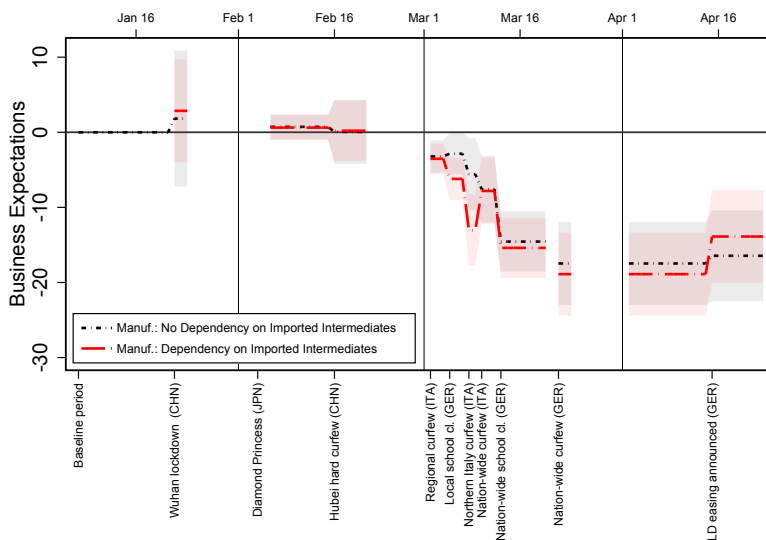 Jan 16
Feb 1
Feb 16
Mar 1
Mar 16
Apr 1
Apr 16
Business Expectations
10
0
-10
-20
-30
Manuf.: No Dependency on Imported Intermediates
Manuf.: Dependency on Imported Intermediates
Baseline period
Wuhan lockdown (CHN)
Diamond Princess (JPN)
Hubei hard curfew (CHN)
Regional curfew (ITA)
Local school cl. (GER)
Northern Italy curfew (ITA)
Nation-wide curfew (ITA)
Nation-wide school cl. (GER)
Nation-wide curfew (GER)
LD easing announced (GER)